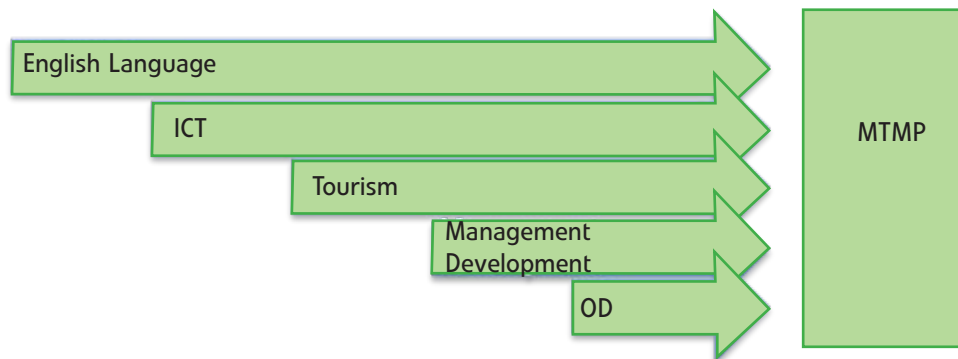 English Language
ICT
MTMP
Tourism
Management
Development
OD